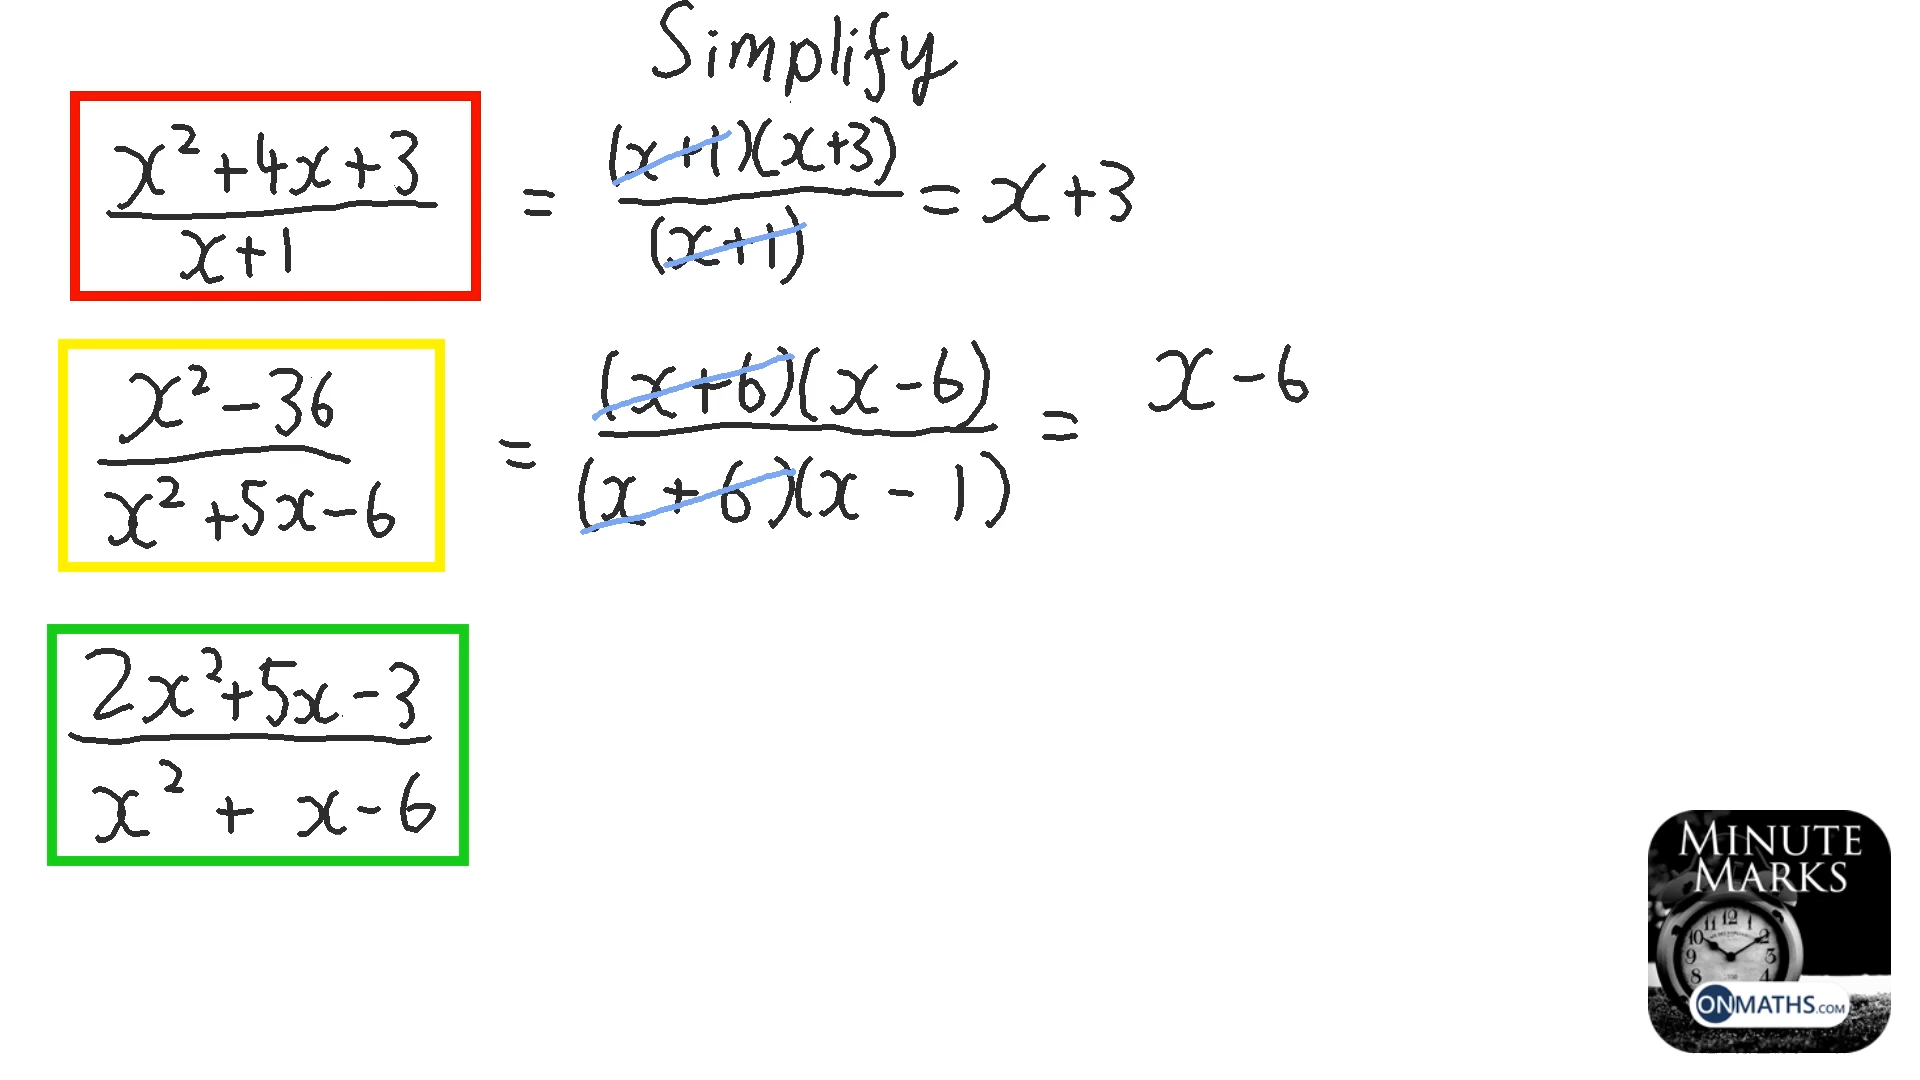 Simplify
x²+4x+3
x+1
= (x+1)(x+3)
(x+1)
= x+3
x²-36
x²+5x-6
= (x+6)(x-6)
(x+6)(x-1)
= x-6
2x²+5x-3
x² + x-6
MINUTE
MARKS
ONMATHS.COM